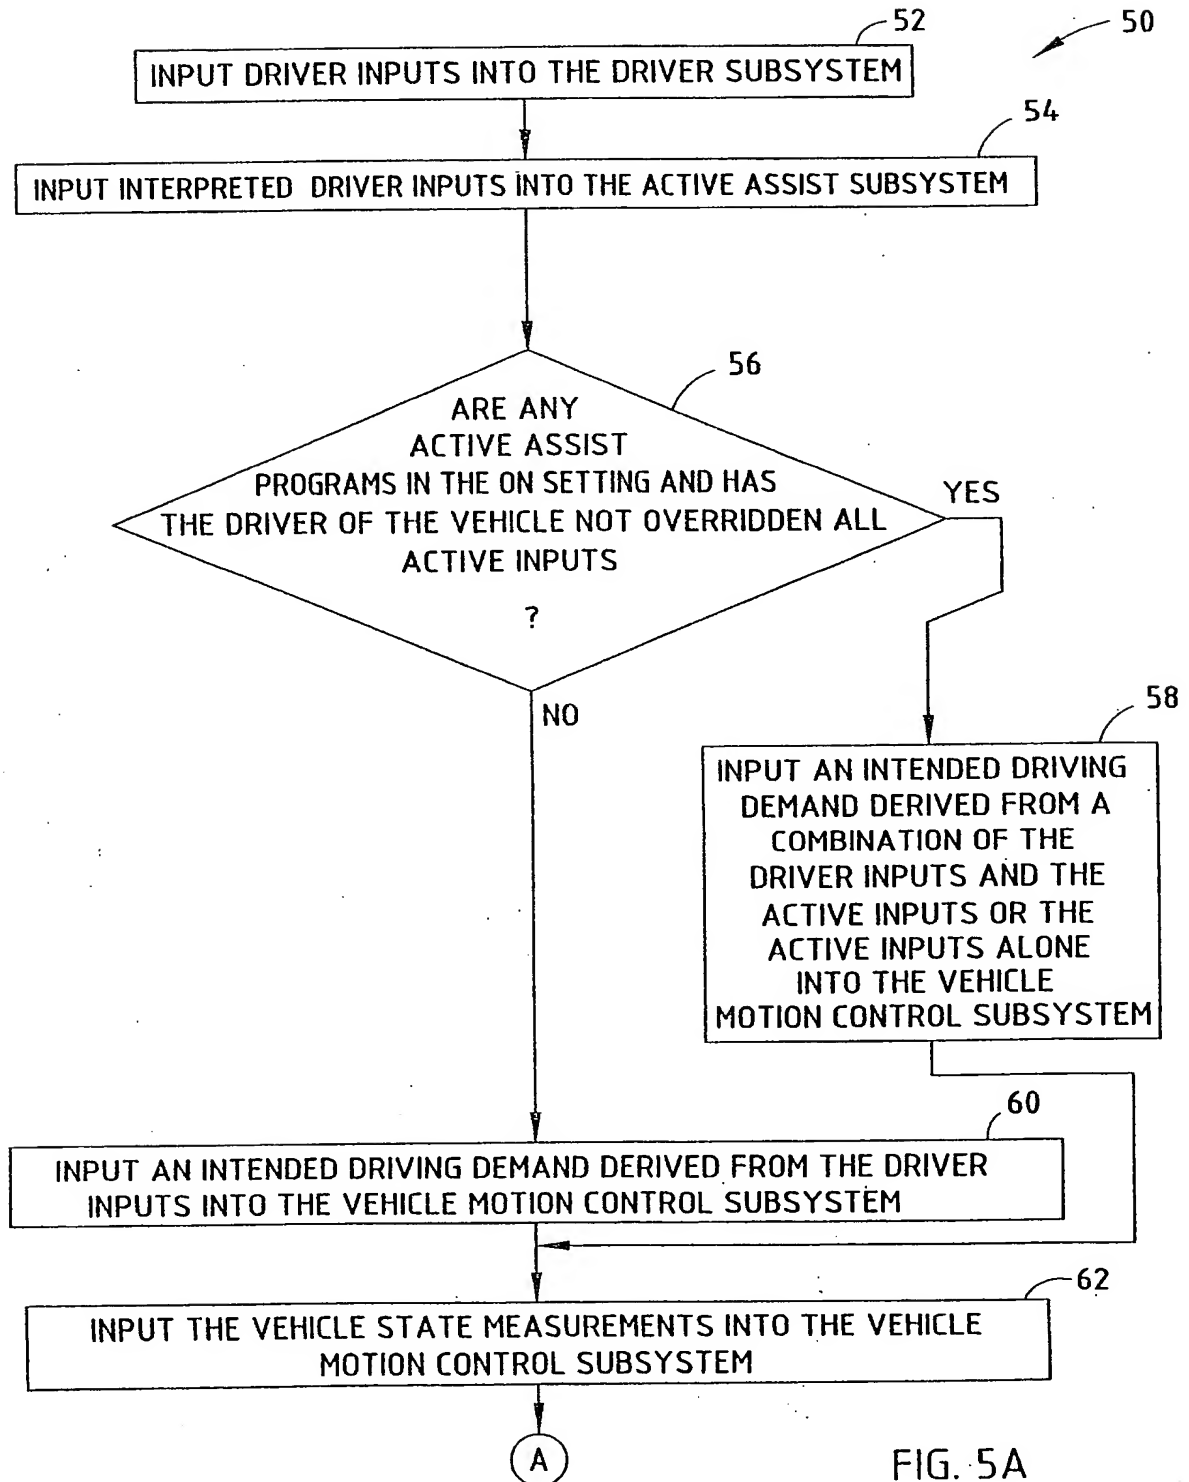 52
50
INPUT DRIVER INPUTS INTO THE DRIVER SUBSYSTEM
54
INPUT INTERPRETED DRIVER INPUTS INTO THE ACTIVE ASSIST SUBSYSTEM
56
ARE ANY
ACTIVE ASSIST
PROGRAMS IN THE ON SETTING AND HAS
THE DRIVER OF THE VEHICLE NOT OVERRIDDEN ALL
ACTIVE INPUTS
?
YES
NO
58
INPUT AN INTENDED DRIVING
DEMAND DERIVED FROM A
COMBINATION OF THE
DRIVER INPUTS AND THE
ACTIVE INPUTS OR THE
ACTIVE INPUTS ALONE
INTO THE VEHICLE
MOTION CONTROL SUBSYSTEM
60
INPUT AN INTENDED DRIVING DEMAND DERIVED FROM THE DRIVER
INPUTS INTO THE VEHICLE MOTION CONTROL SUBSYSTEM
62
INPUT THE VEHICLE STATE MEASUREMENTS INTO THE VEHICLE
MOTION CONTROL SUBSYSTEM
A
FIG. 5A